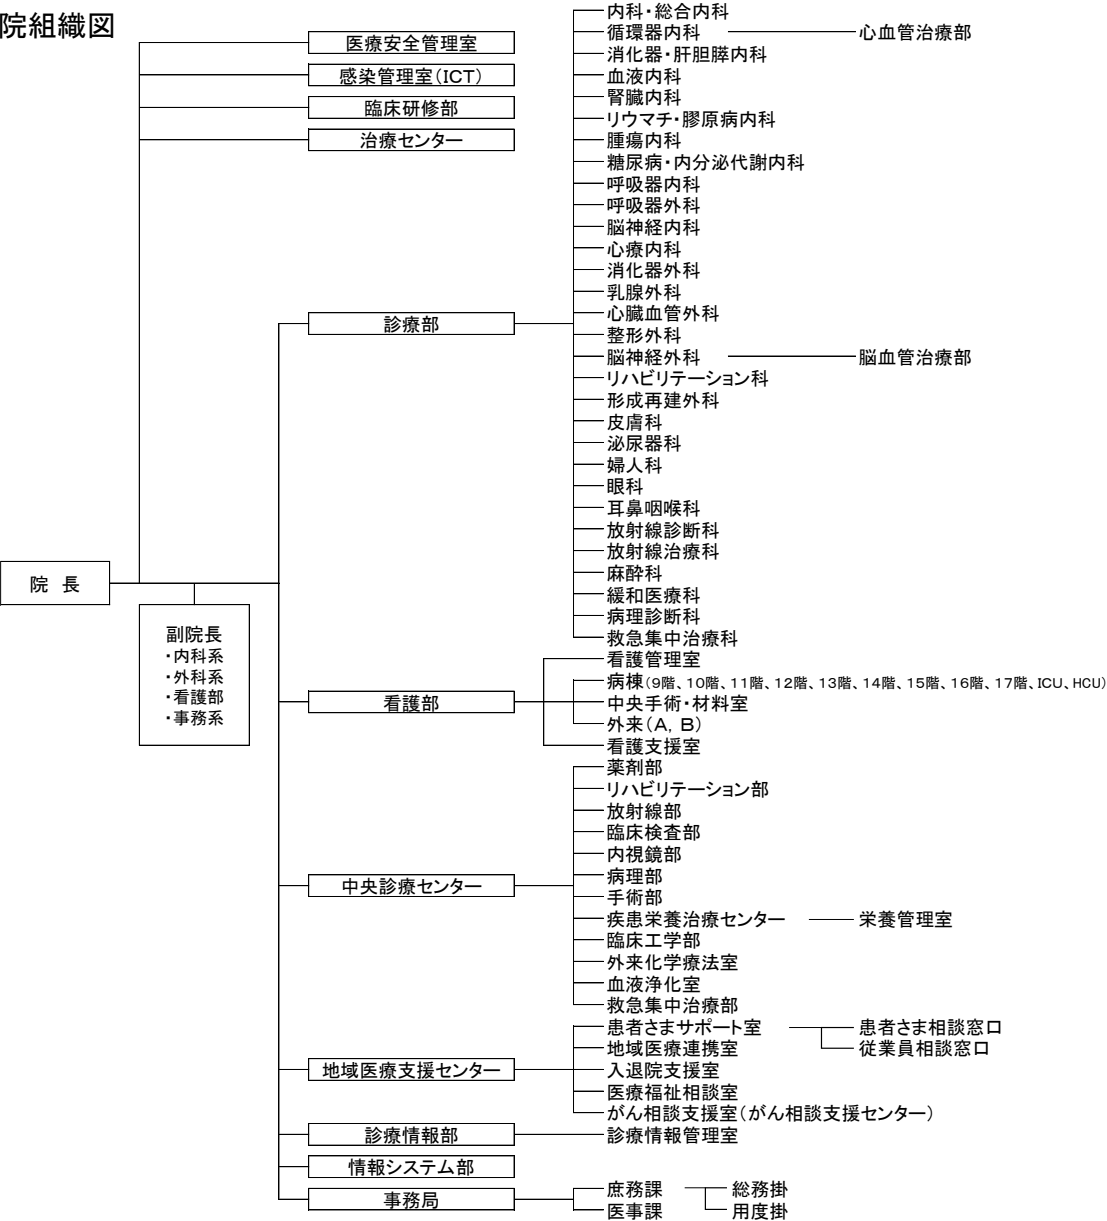 院組織図
医療安全管理室
感染管理室(ICT)
臨床研修部
治療センター
院 長
副院長
・内科系
・外科系
・看護部
・事務系
診療部
内科・総合内科
循環器内科 心血管治療部
消化器・肝胆膵内科
血液内科
腎臓内科
リウマチ・膠原病内科
腫瘍内科
糖尿病・内分泌代謝内科
呼吸器内科
呼吸器外科
脳神経内科
心療内科
消化器外科
乳腺外科
心臓血管外科
整形外科
脳神経外科 脳血管治療部
リハビリテーション科
形成再建外科
皮膚科
泌尿器科
婦人科
眼科
耳鼻咽喉科
放射線診断科
放射線治療科
麻酔科
緩和医療科
病理診断科
救急集中治療科
看護部
看護管理室
病棟(9階、10階、11階、12階、13階、14階、15階、16階、17階、ICU、HCU)
中央手術・材料室
外来(A, B)
看護支援室
中央診療センター
薬剤部
リハビリテーション部
放射線部
臨床検査部
内視鏡部
病理部
手術部
疾患栄養治療センター 栄養管理室
臨床工学部
外来化学療法室
血液浄化室
救急集中治療部
地域医療支援センター
患者さまサポート室 患者さま相談窓口
従業員相談窓口
地域医療連携室
入退院支援室
医療福祉相談室
がん相談支援室(がん相談支援センター)
診療情報部
診療情報管理室
情報システム部
事務局
庶務課 総務掛
医事課 用度掛